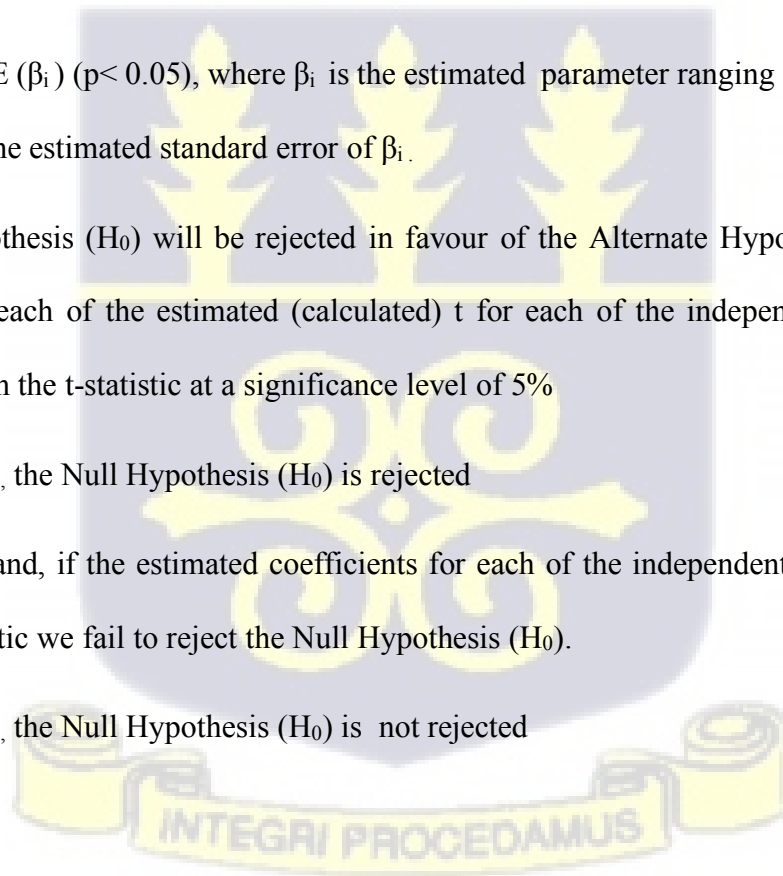 E (βᵢ ) (p< 0.05), where βᵢ is the estimated parameter ranging
he estimated standard error of βᵢ .
othesis (H₀) will be rejected in favour of the Alternate Hypo
each of the estimated (calculated) t for each of the indepen
n the t-statistic at a significance level of 5%
, the Null Hypothesis (H₀) is rejected
and, if the estimated coefficients for each of the independent
tic we fail to reject the Null Hypothesis (H₀).
, the Null Hypothesis (H₀) is not rejected
INTEGRI PROCEDAMUS